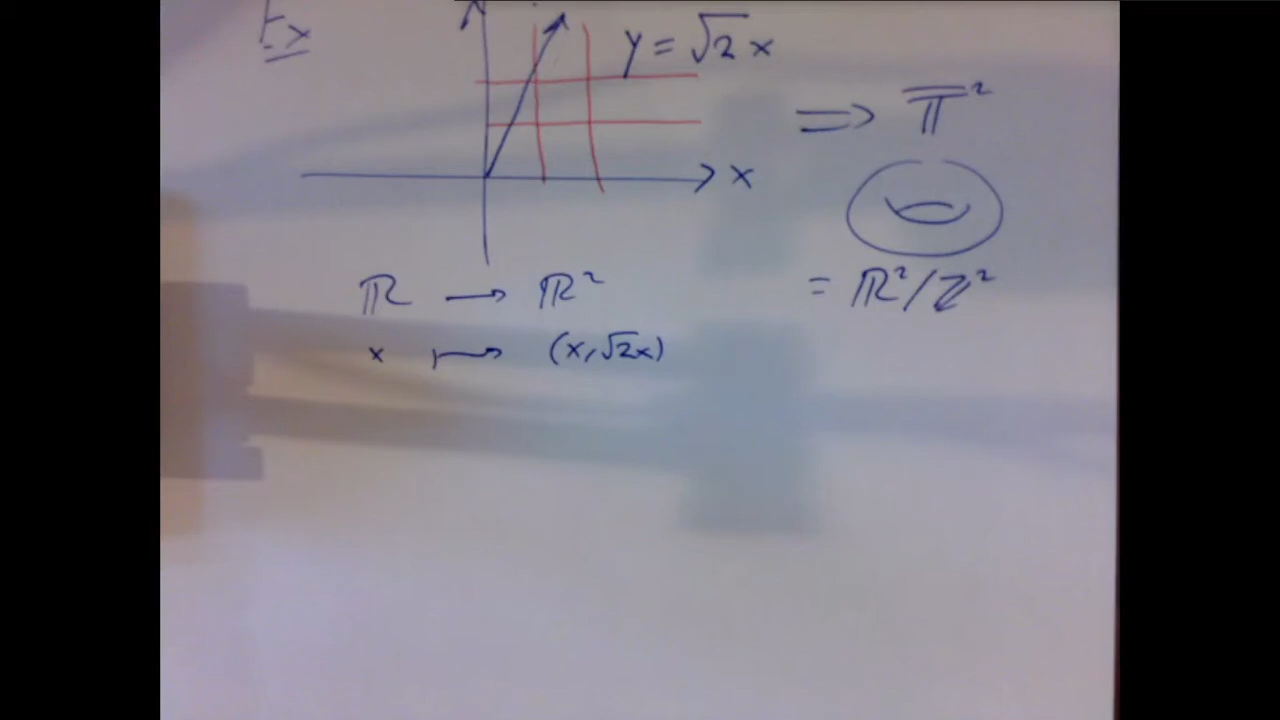 Ex
y = √2 x
⇒ 𝕋²
x
= ℝ²/ℤ²
ℝ → ℝ²
x ↦ (x, √2x)